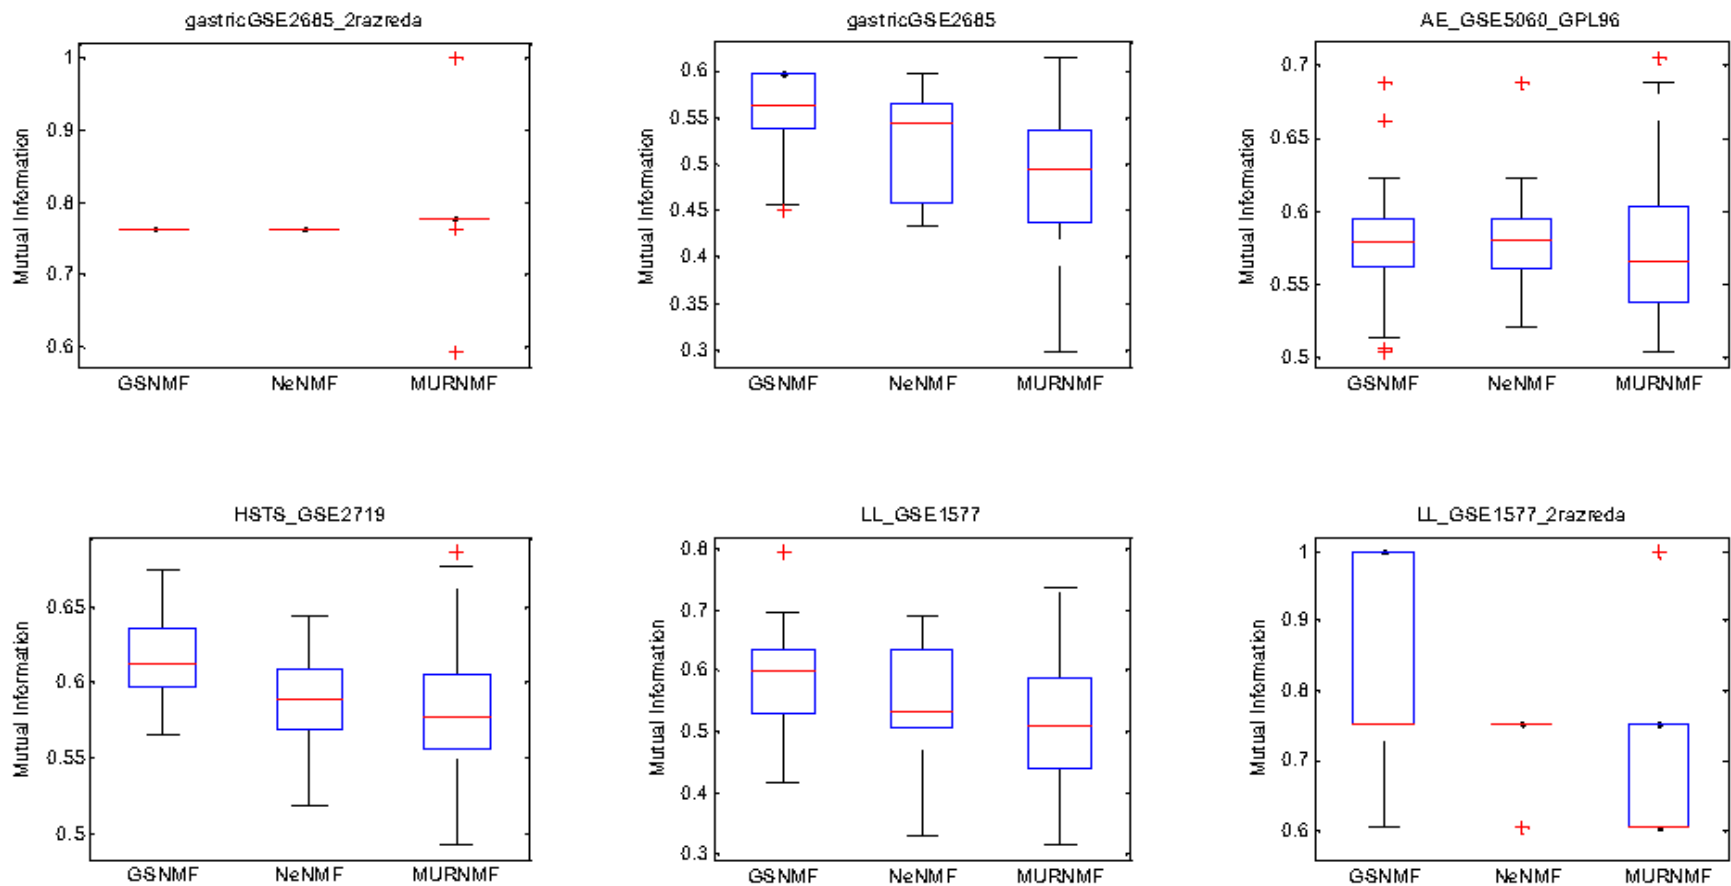 gastricGSE2685_2razreda
1
0.9
0.8
0.7
0.6
Mutual Information
GSNMF NeNMF MURNMF
gastricGSE2685
0.6
0.55
0.5
0.45
0.4
0.35
0.3
Mutual Information
GSNMF NeNMF MURNMF
AE_GSE5060_GPL96
0.7
0.65
0.6
0.55
0.5
Mutual Information
GSNMF NeNMF MURNMF
HSTS_GSE2719
0.65
0.6
0.55
0.5
Mutual Information
GSNMF NeNMF MURNMF
LL_GSE1577
0.8
0.7
0.6
0.5
0.4
0.3
Mutual Information
GSNMF NeNMF MURNMF
LL_GSE1577_2razreda
1
0.9
0.8
0.7
0.6
Mutual Information
GSNMF NeNMF MURNMF